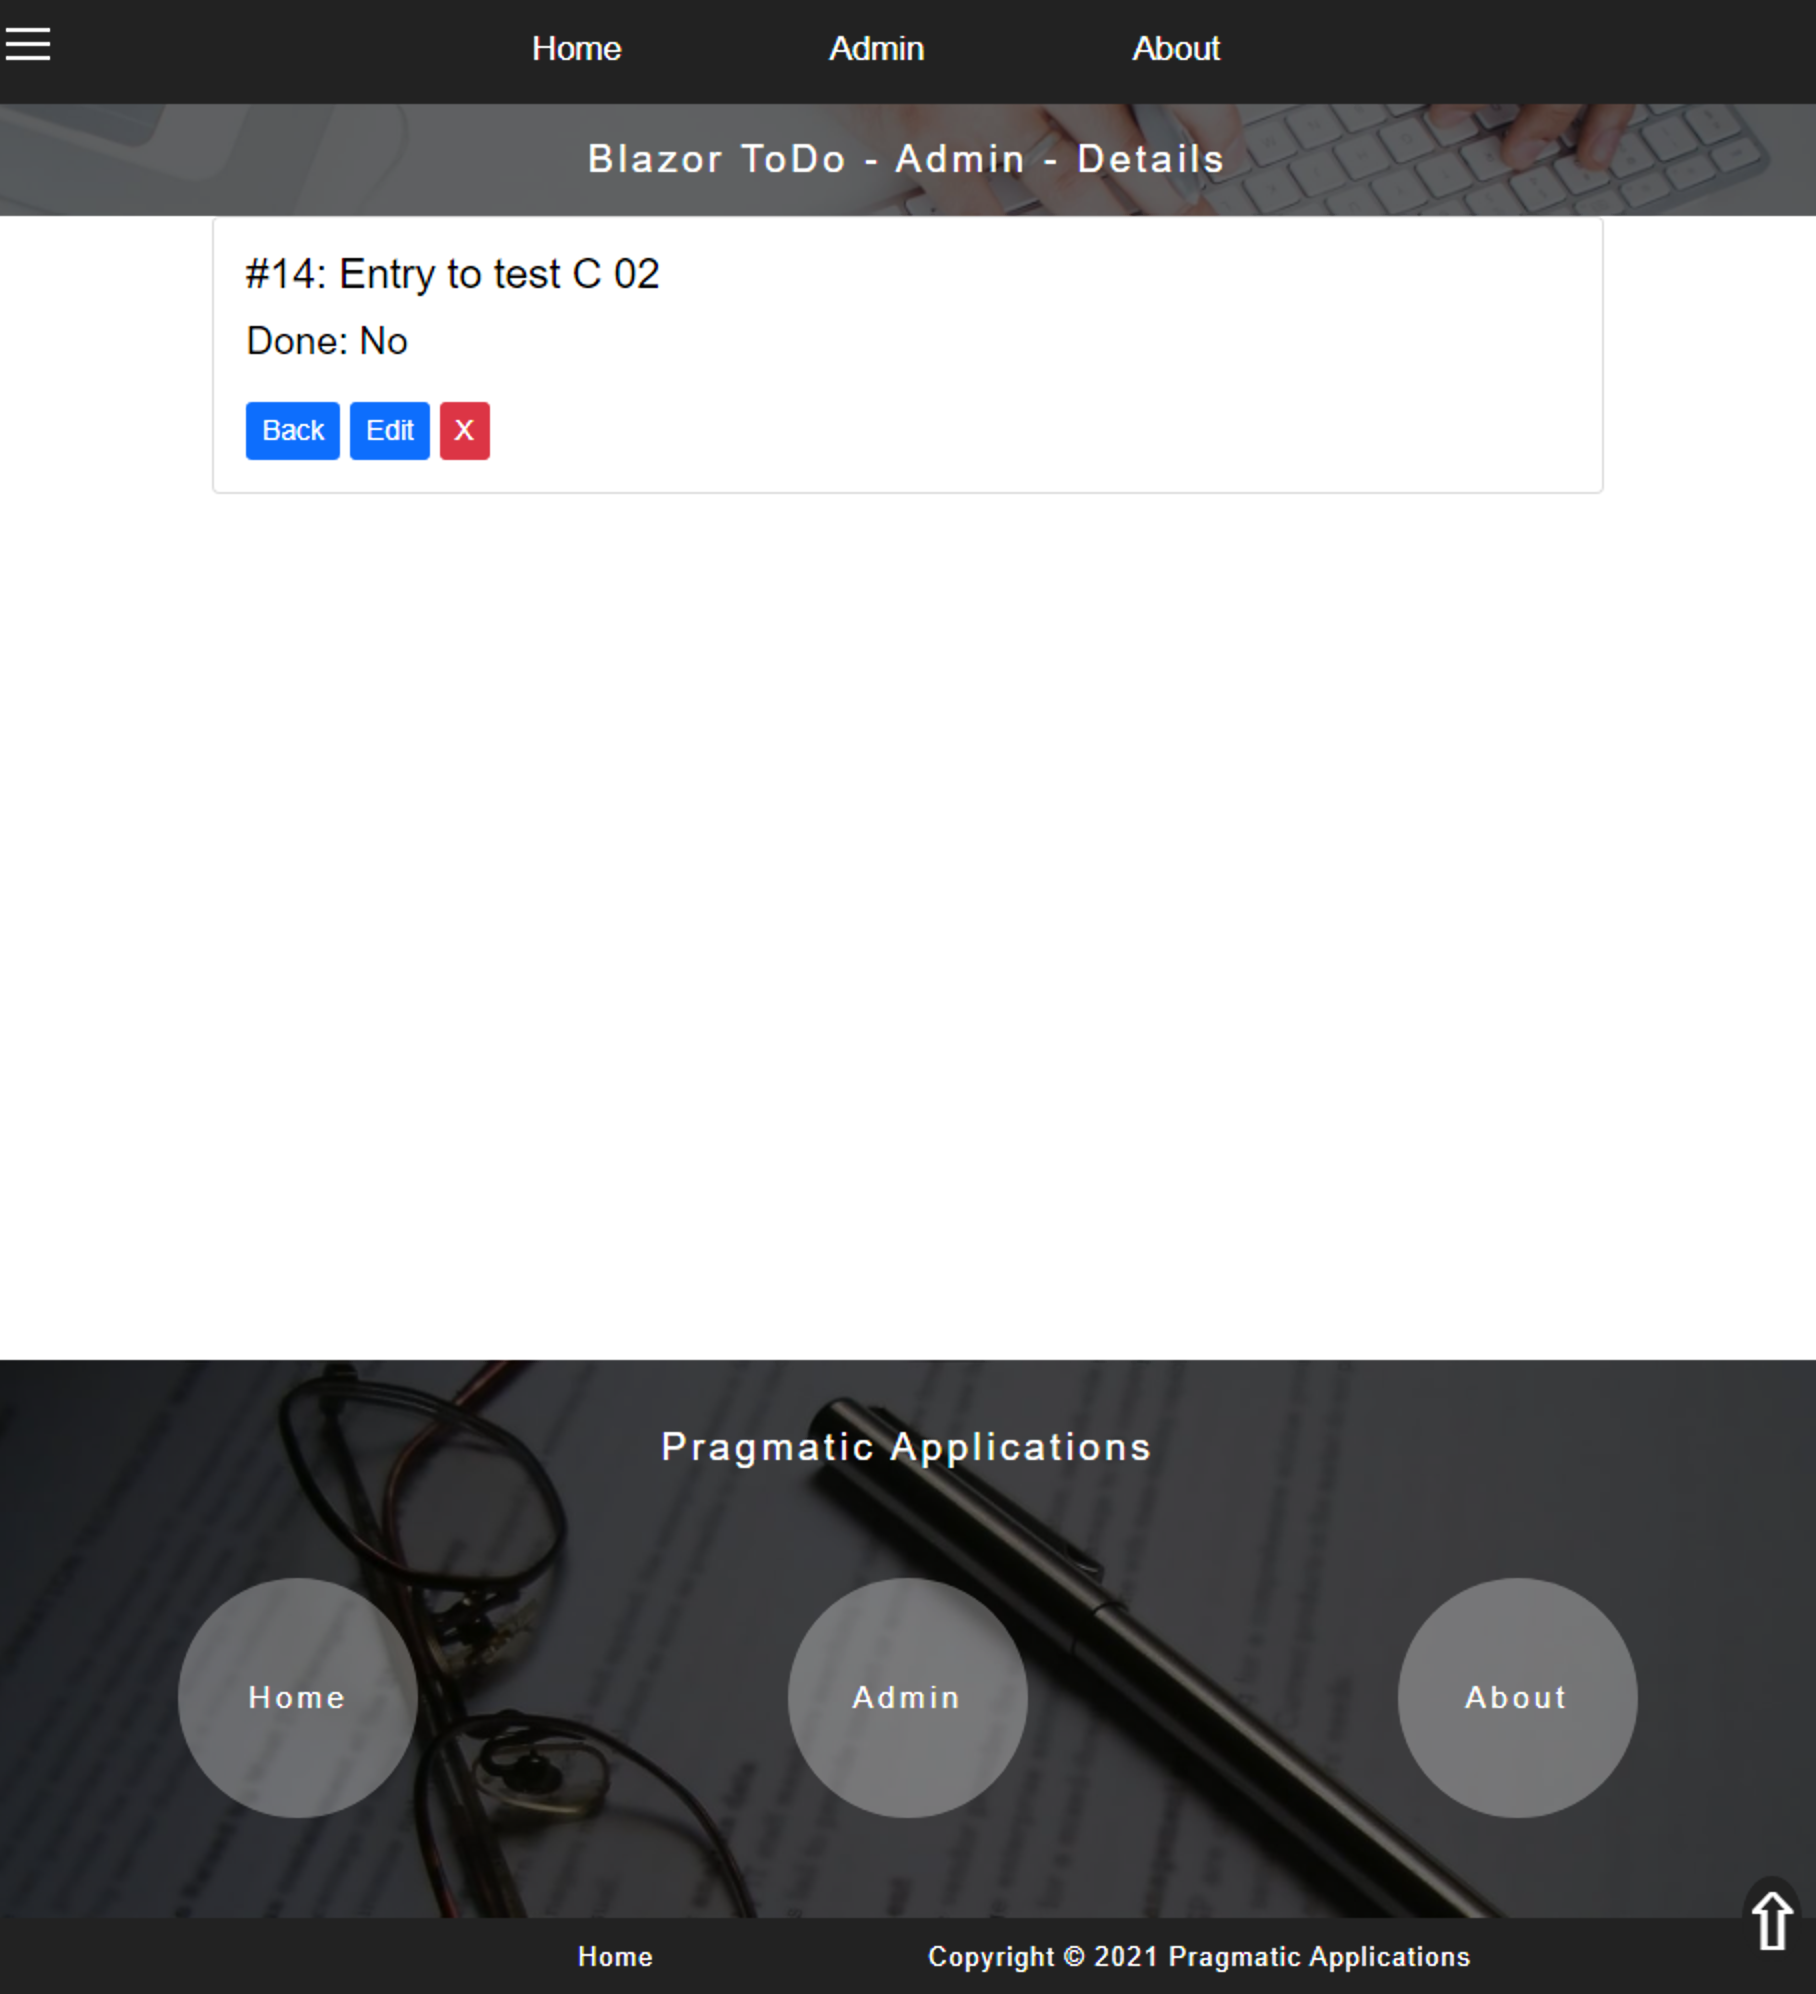 Home Admin About
Blazor ToDo - Admin - Details
#14: Entry to test C 02
Done: No
Back Edit X
Pragmatic Applications
Home Admin About
Home Copyright © 2021 Pragmatic Applications